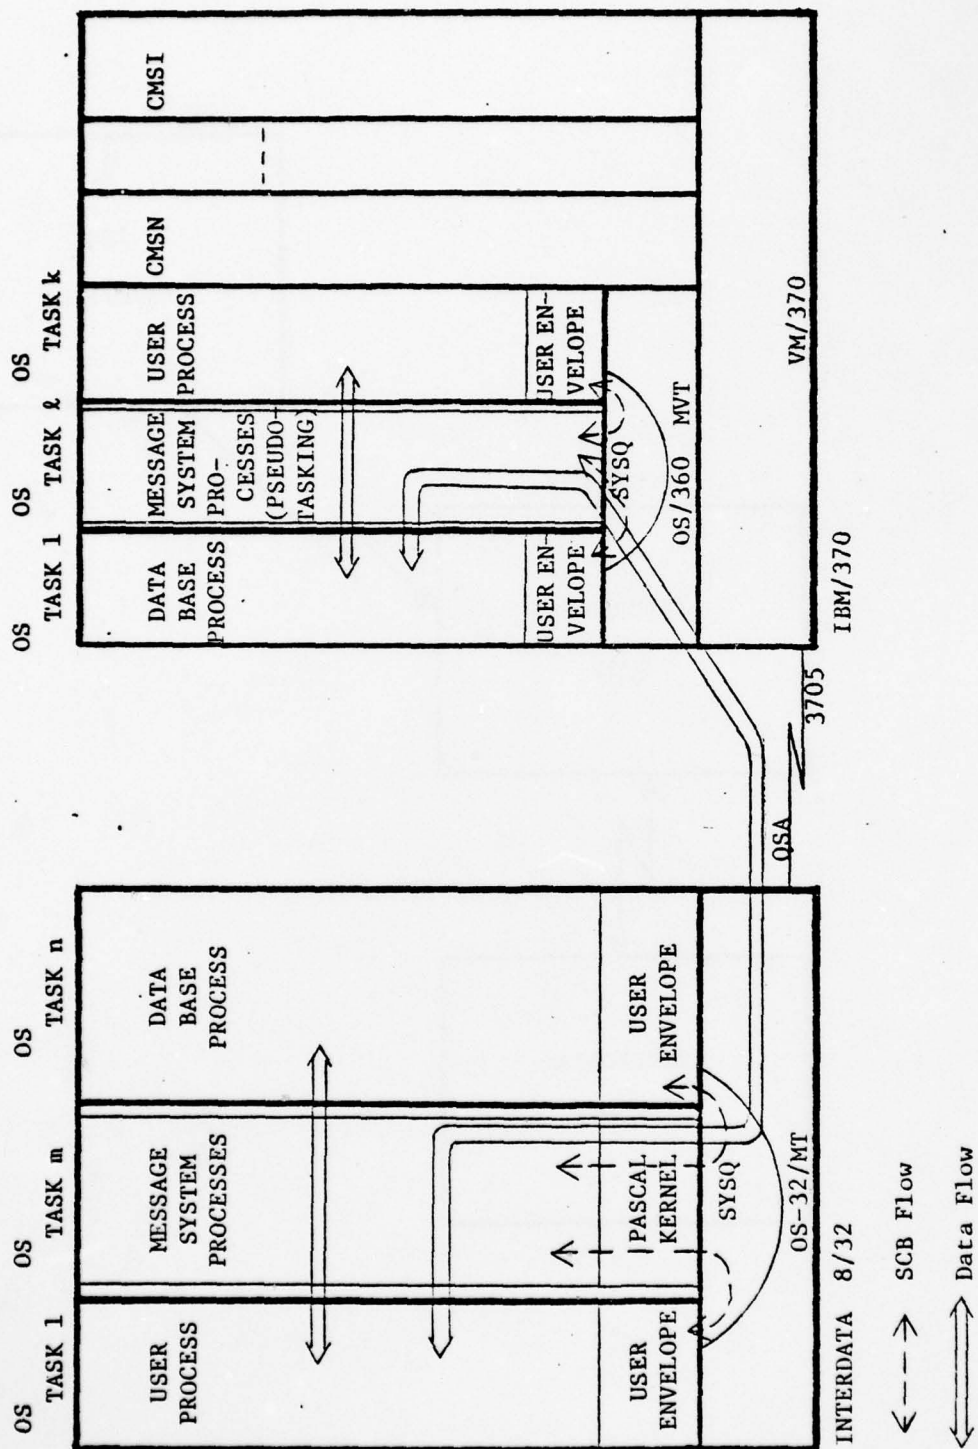 OS
TASK 1
OS
TASK m
OS
TASK n
USER
PROCESS
MESSAGE
SYSTEM
PROCESSES
DATA
BASE
PROCESS
USER
ENVELOPE
PASCAL
KERNEL
USER
ENVELOPE
SYSQ
OS-32/MT
INTERDATA 8/32
QSA
3705
OS
TASK 1
OS
TASK ℓ
OS
TASK k
DATA
BASE
PROCESS
MESSAGE
SYSTEM
PRO-
CESSES
(PSEUDO-
TASKING)
USER
PROCESS
CMSN
CMSI
USER EN-
VELOPE
USER EN-
VELOPE
SYSQ
OS/360 MVT
VM/370
IBM/370
SCB Flow
Data Flow